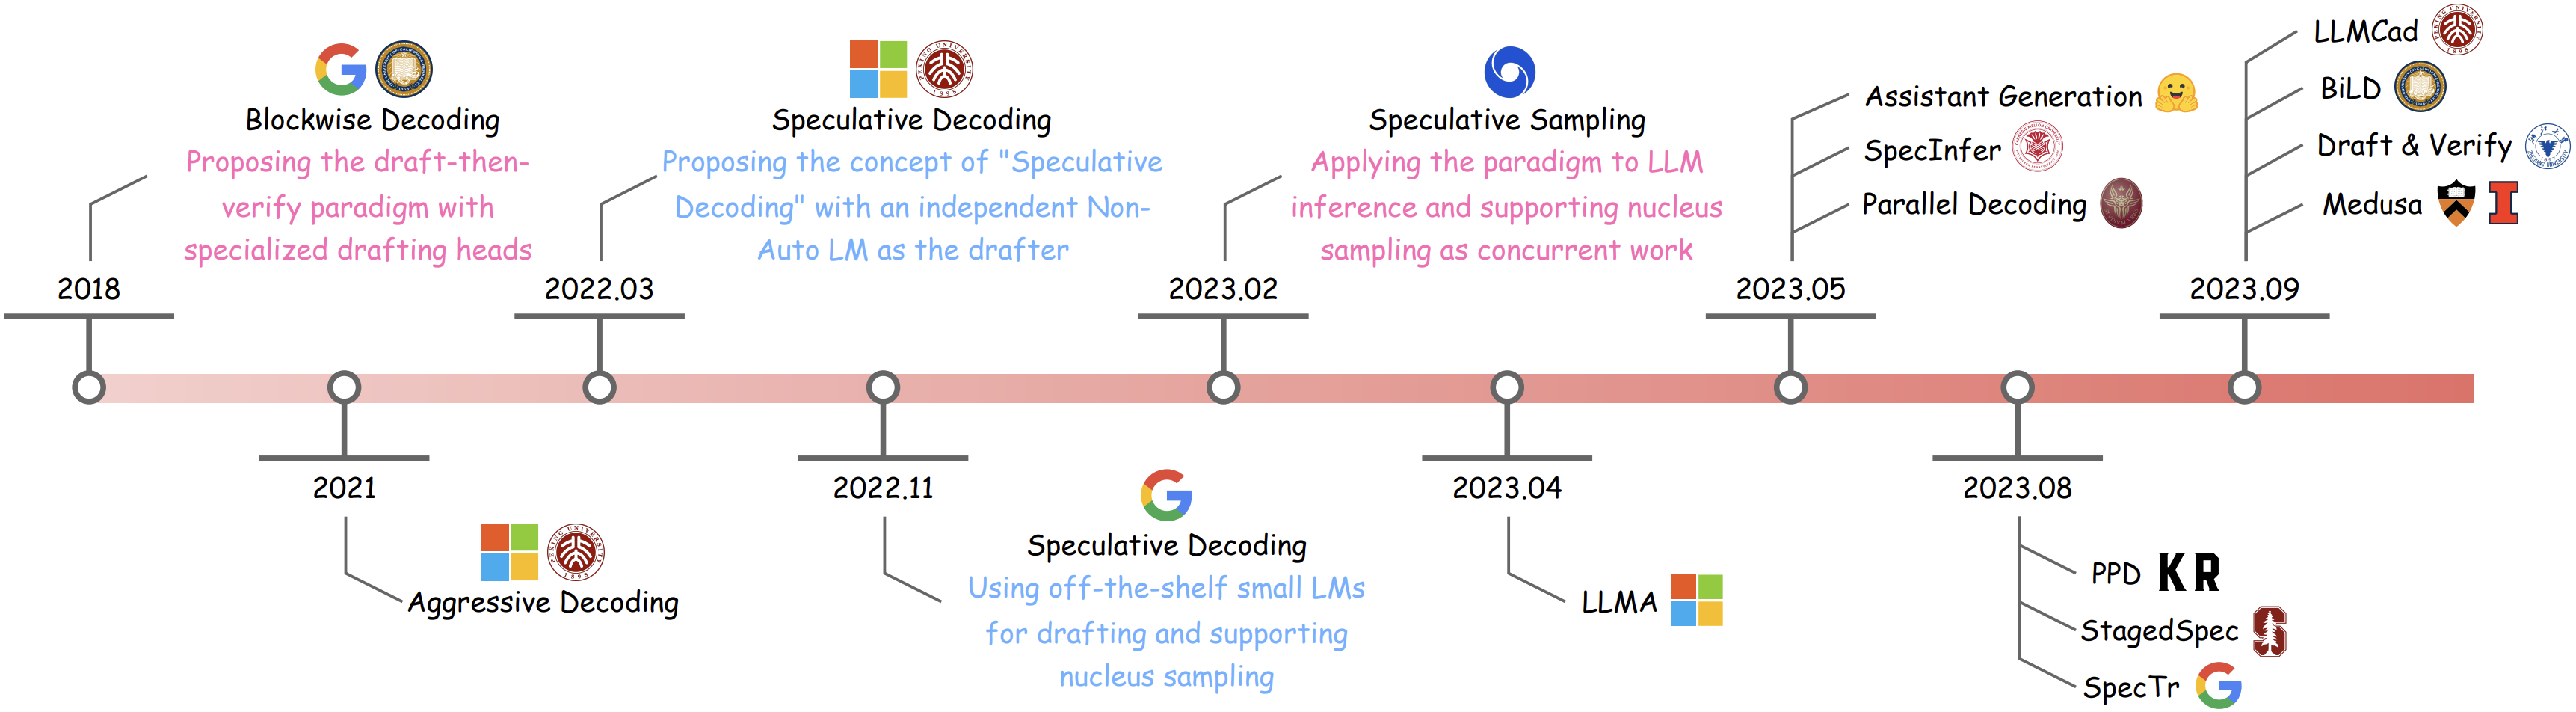 Blockwise Decoding
Proposing the draft-then-
verify paradigm with
specialized drafting heads
2018
2021
Aggressive Decoding
Speculative Decoding
Proposing the concept of "Speculative
Decoding" with an independent Non-
Auto LM as the drafter
2022.03
2022.11
Speculative Decoding
Using off-the-shelf small LMs
for drafting and supporting
nucleus sampling
Speculative Sampling
Applying the paradigm to LLM
inference and supporting nucleus
sampling as concurrent work
2023.02
2023.04
LLMA
Assistant Generation
SpecInfer
Parallel Decoding
2023.05
2023.08
PPD KR
StagedSpec
SpecTr
LLMCad
BiLD
Draft & Verify
Medusa
2023.09